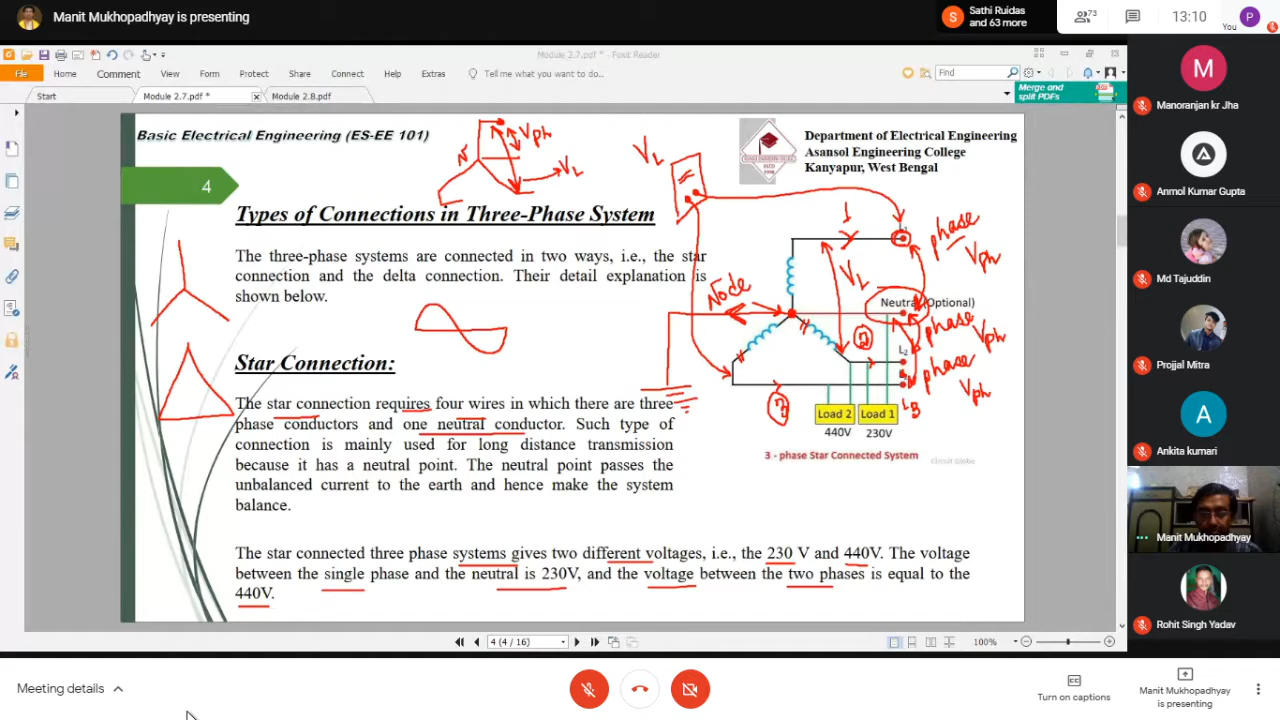 Manit Mukhopadhyay is presenting
S
Sathi Ruidas
and 63 more
73
13:10
You
P
Module 2.7.pdf * - Foxit Reader
File
Home
Comment
View
Form
Protect
Share
Connect
Help
Extras
Tell me what you want to do...
Find
Start
Module 2.7.pdf *
Module 2.8.pdf
Merge and
split PDFs
Basic Electrical Engineering (ES-EE 101)
Department of Electrical Engineering
Asansol Engineering College
Kanyapur, West Bengal
4
N
Vph
VL
VL
Types of Connections in Three-Phase System
The three-phase systems are connected in two ways, i.e., the star
connection and the delta connection. Their detail explanation is
shown below.
Star Connection:
The star connection requires four wires in which there are three
phase conductors and one neutral conductor. Such type of
connection is mainly used for long distance transmission
because it has a neutral point. The neutral point passes the
unbalanced current to the earth and hence make the system
balance.
The star connected three phase systems gives two different voltages, i.e., the 230 V and 440V. The voltage
between the single phase and the neutral is 230V, and the voltage between the two phases is equal to the
440V.
phase
Vph
VL
Node
Neutral (Optional)
phase
Vph
L2
phase
Vph
L3
Load 2
Load 1
440V
230V
3 - phase Star Connected System
Circuit Globe
4 (4 / 16)
100%
M
Manoranjan kr Jha
Anmol Kumar Gupta
Md Tajuddin
Projjal Mitra
A
Ankita kumari
Manit Mukhopadhyay
Rohit Singh Yadav
Meeting details
Turn on captions
Manit Mukhopadhyay
is presenting